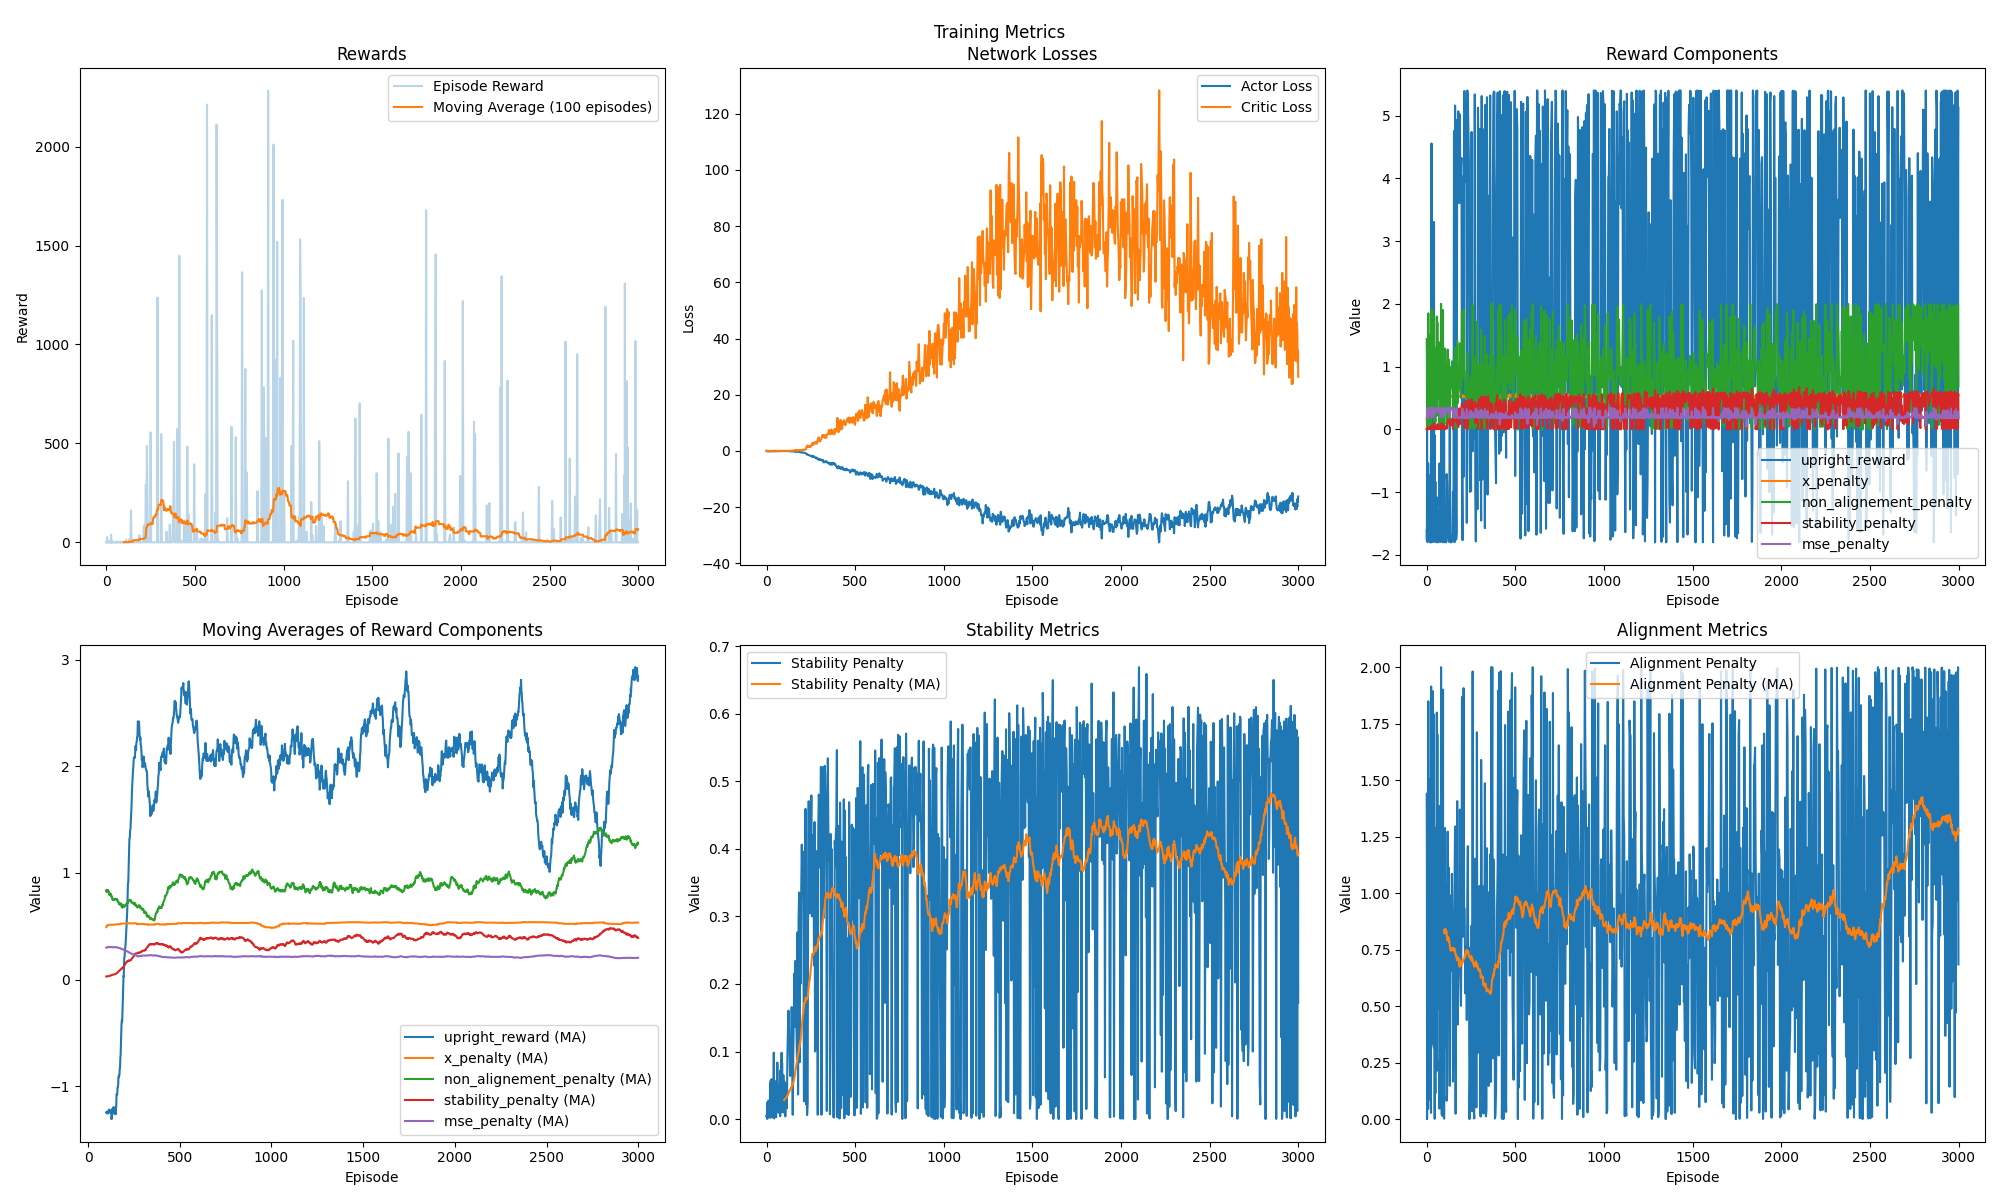 Training Metrics
Rewards
Episode Reward
Moving Average (100 episodes)
Reward
0
500
1000
1500
2000
0
500
1000
1500
2000
2500
3000
Episode
Network Losses
Actor Loss
Critic Loss
Loss
120
100
80
60
40
20
0
−20
−40
0
500
1000
1500
2000
2500
3000
Episode
Reward Components
upright_reward
x_penalty
non_alignement_penalty
stability_penalty
mse_penalty
Value
5
4
3
2
1
0
−1
−2
0
500
1000
1500
2000
2500
3000
Episode
Moving Averages of Reward Components
upright_reward (MA)
x_penalty (MA)
non_alignement_penalty (MA)
stability_penalty (MA)
mse_penalty (MA)
Value
3
2
1
0
−1
0
500
1000
1500
2000
2500
3000
Episode
Stability Metrics
Stability Penalty
Stability Penalty (MA)
Value
0.7
0.6
0.5
0.4
0.3
0.2
0.1
0.0
0
500
1000
1500
2000
2500
3000
Episode
Alignment Metrics
Alignment Penalty
Alignment Penalty (MA)
Value
2.00
1.75
1.50
1.25
1.00
0.75
0.50
0.25
0.00
0
500
1000
1500
2000
2500
3000
Episode